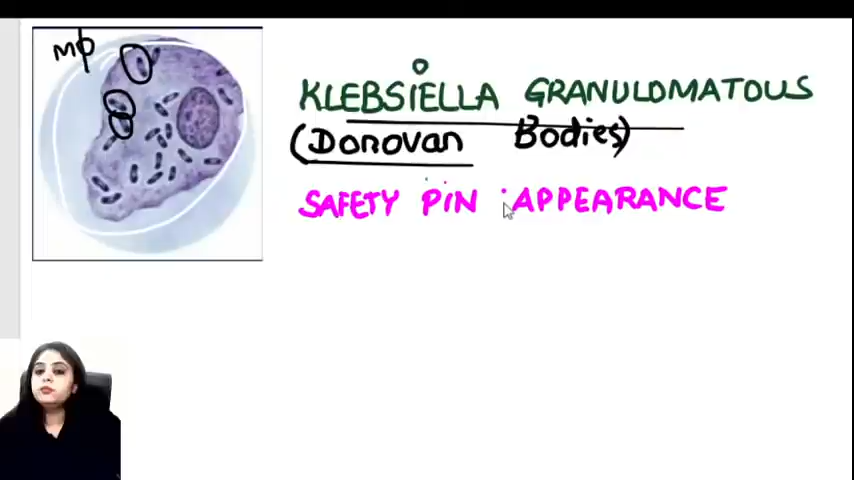 mφ
KLEBSIELLA GRANULOMATOUS
(Donovan Bodies)
SAFETY PIN APPEARANCE